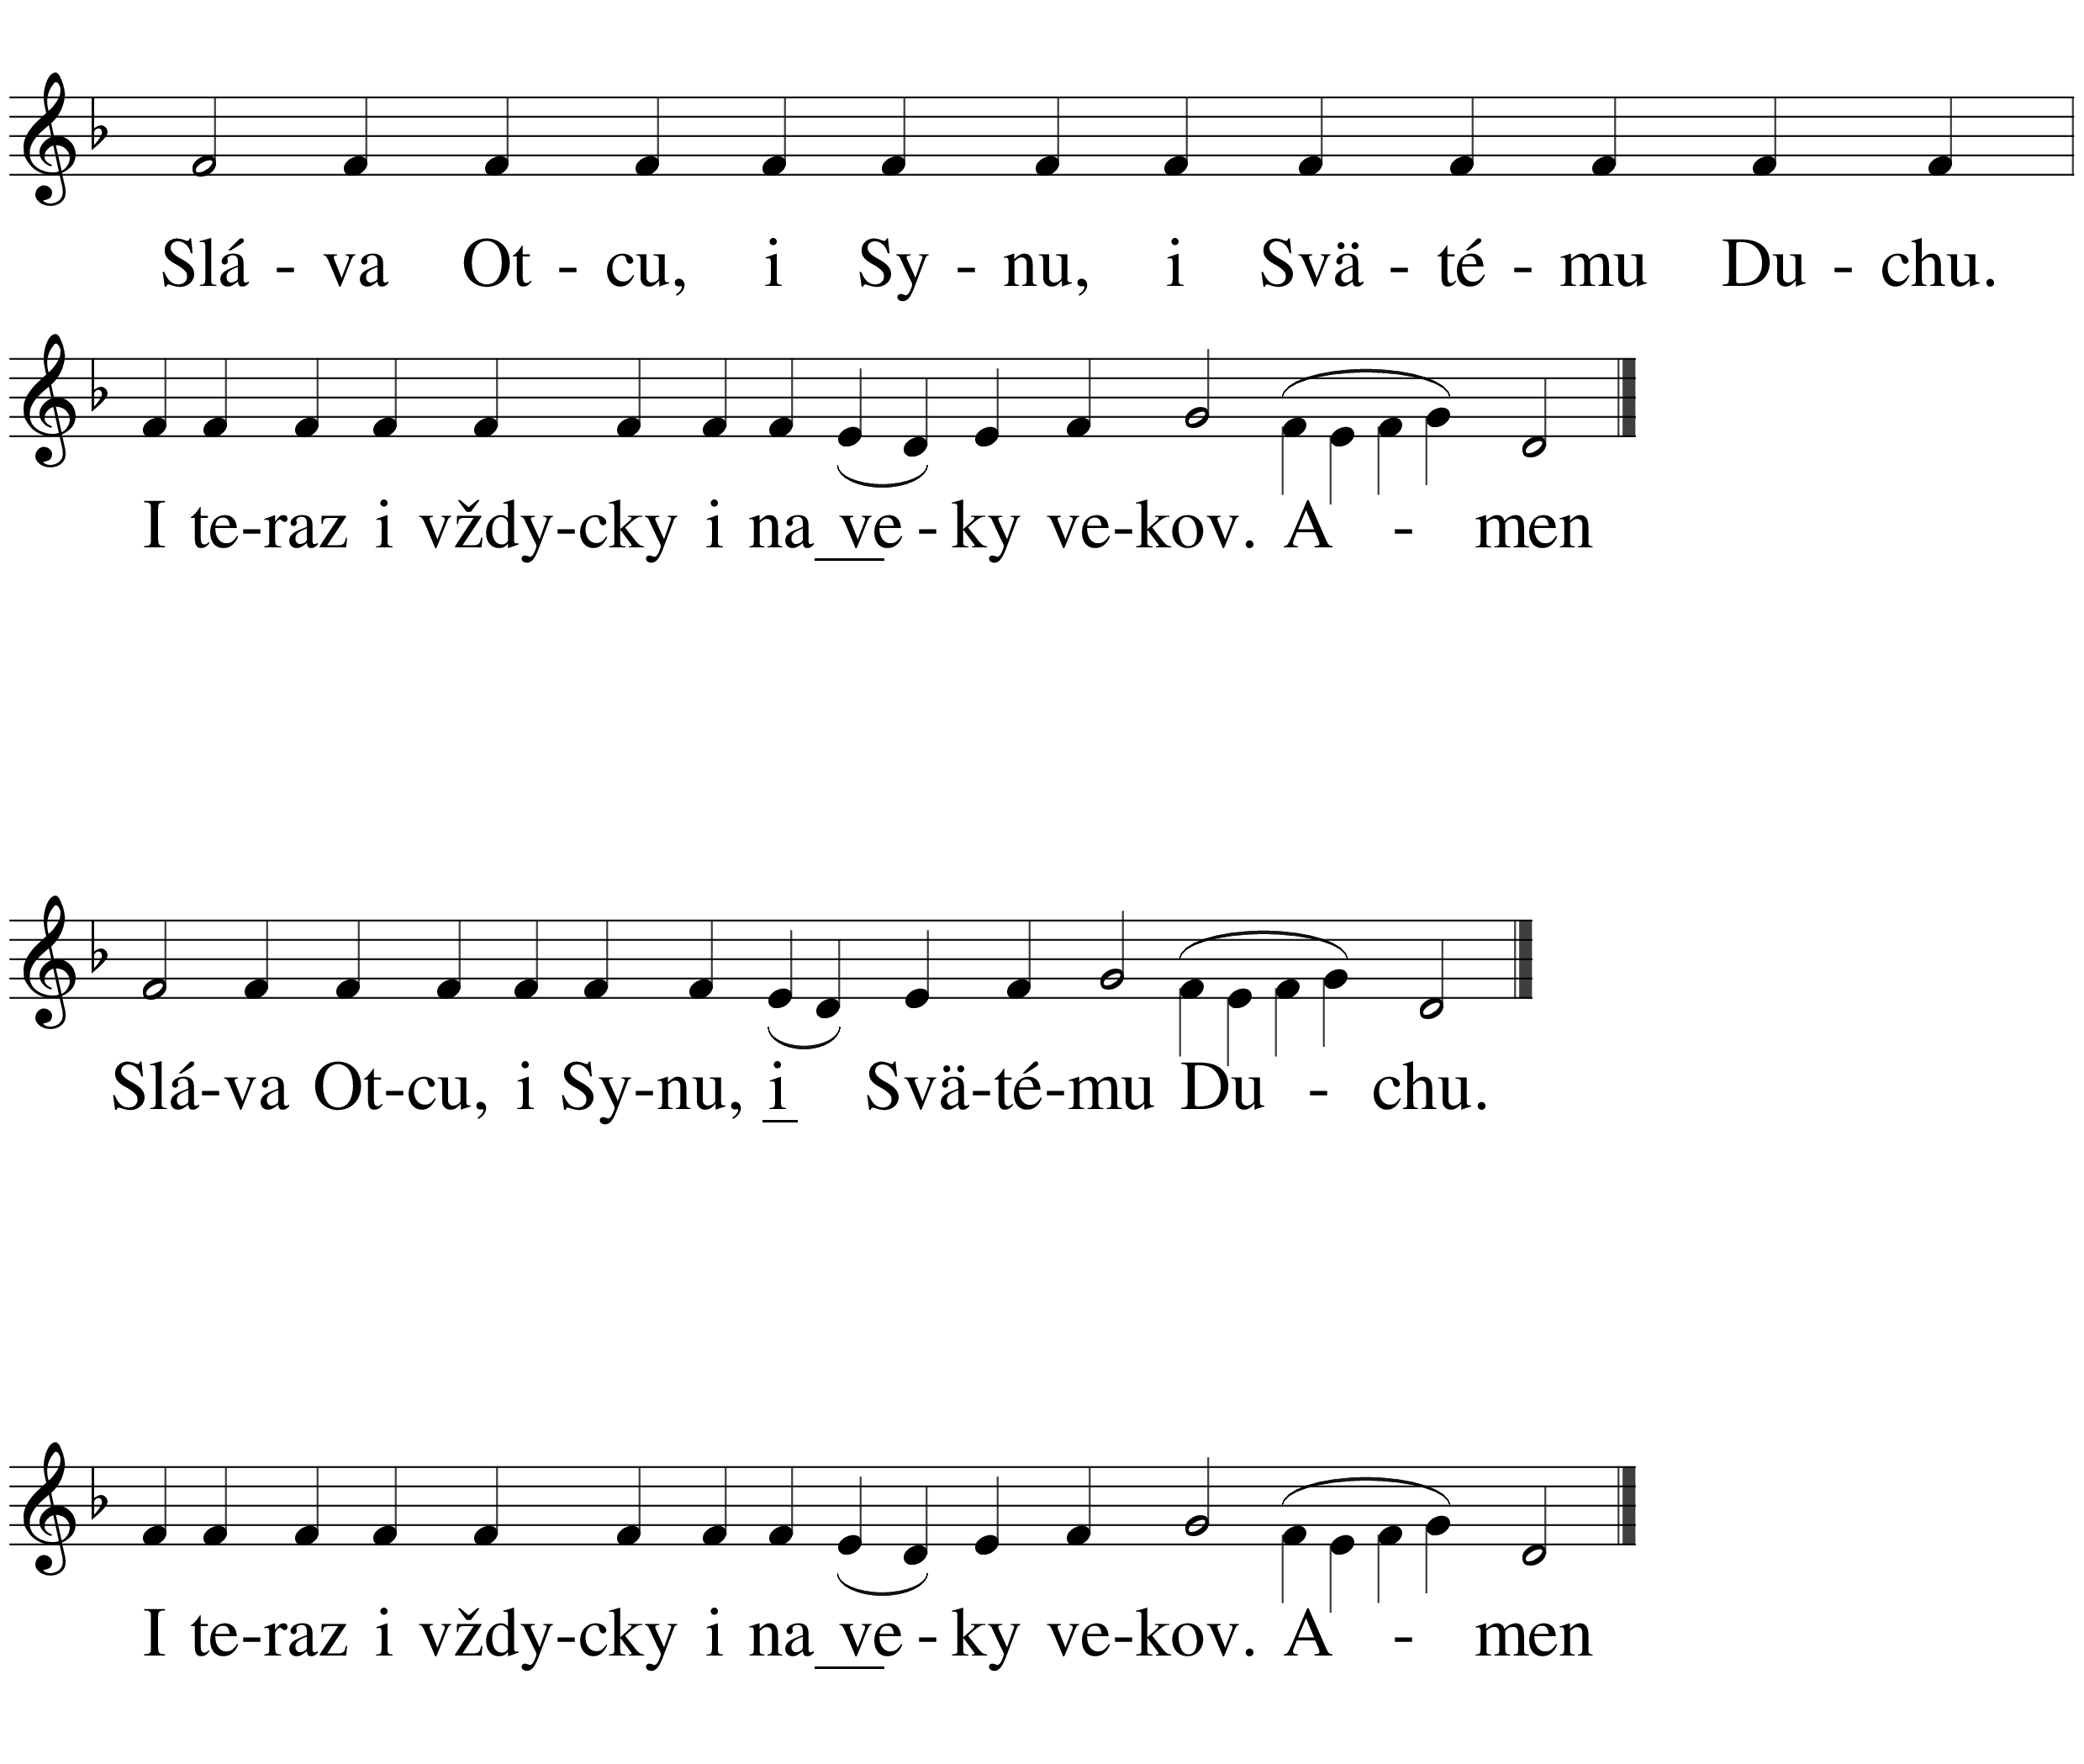 Slá - va Ot - cu, i Sy - nu, i Svä - té - mu Du - chu.
I te-raz i vždy-cky i na ve - ky ve-kov. A - men
Slá-va Ot-cu, i Sy-nu, i Svä-té-mu Du - chu.
I te-raz i vždy-cky i na ve - ky ve-kov. A - men